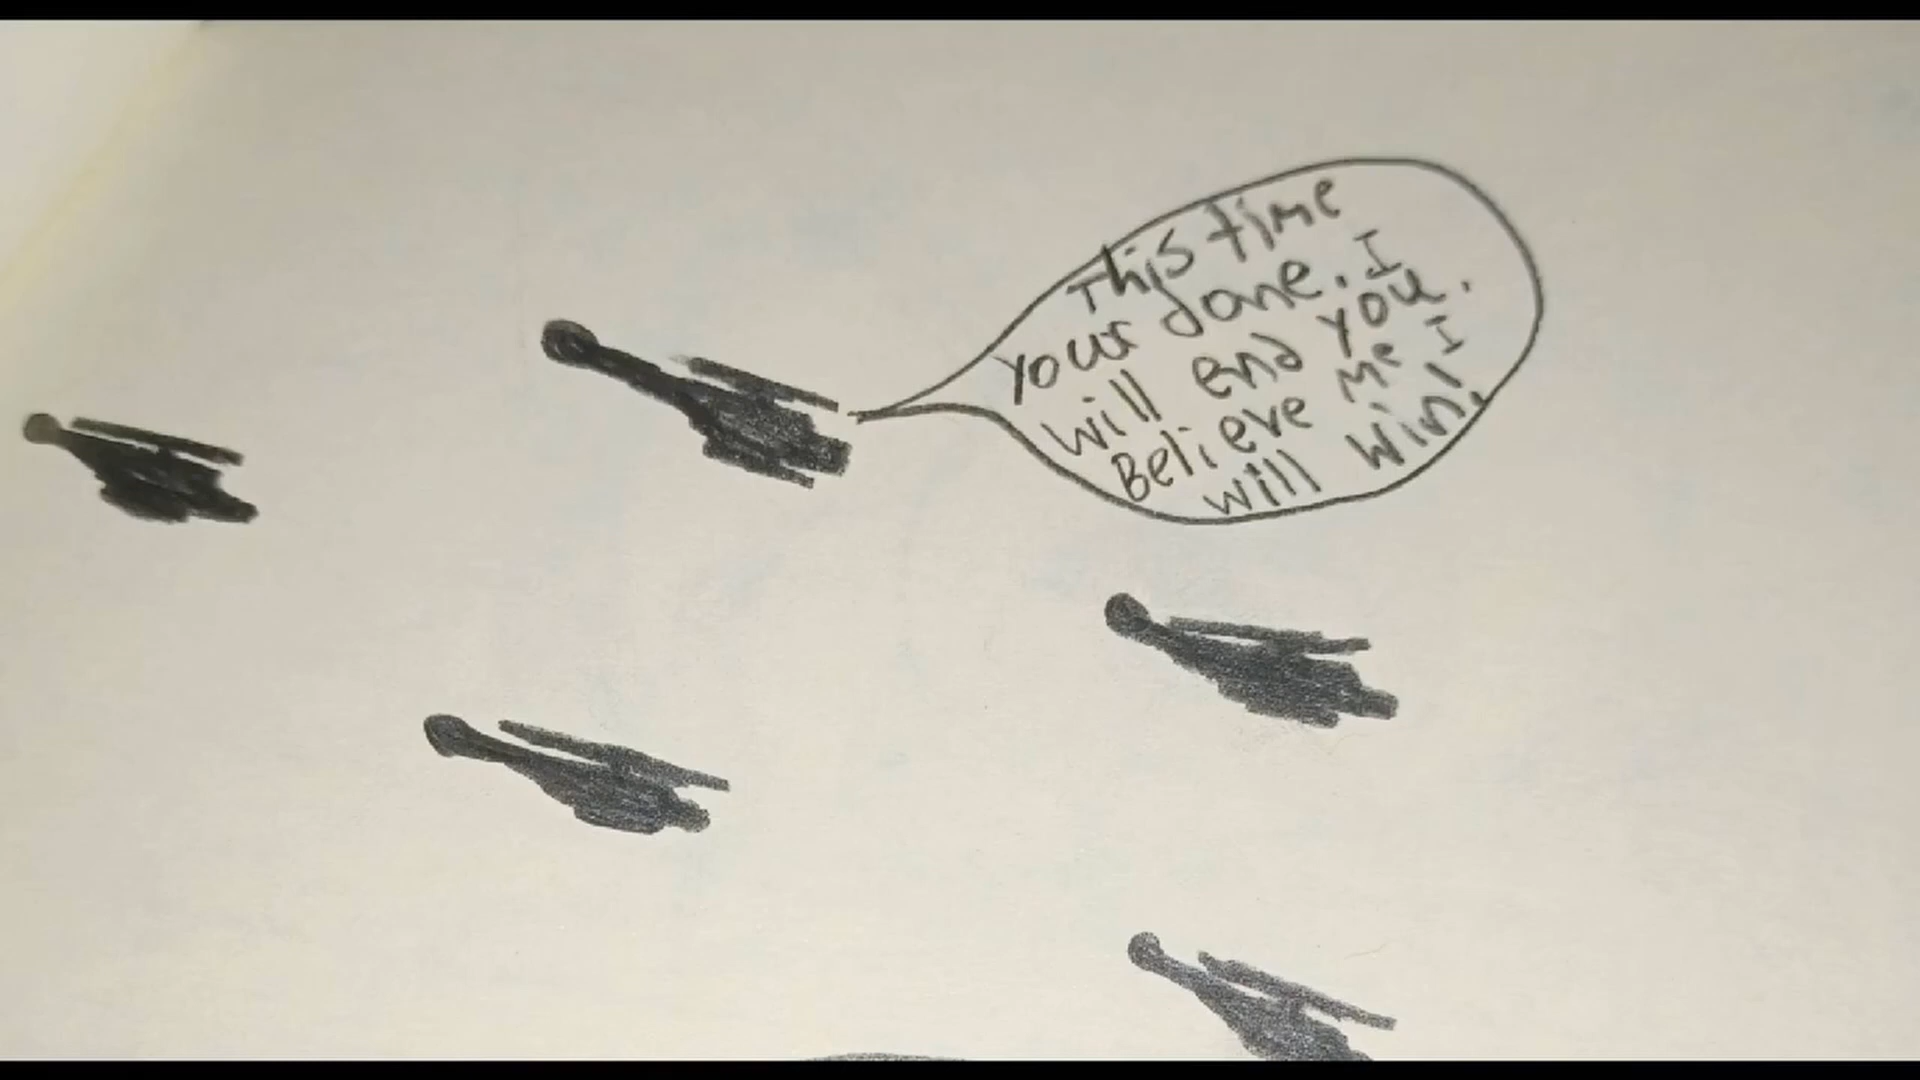 This time
your done. I
will end you.
Believe me I
will win!